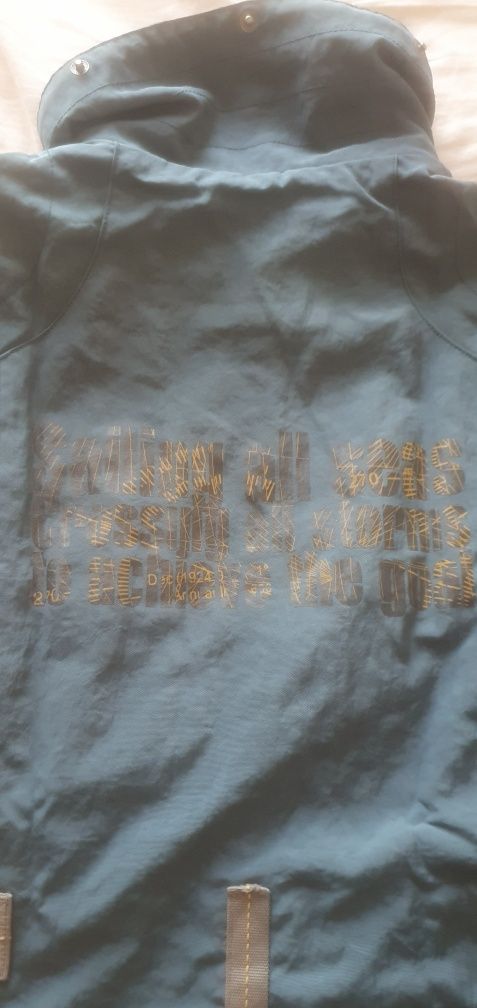 Sailing all seas
crossing all storms
to achieve the goal